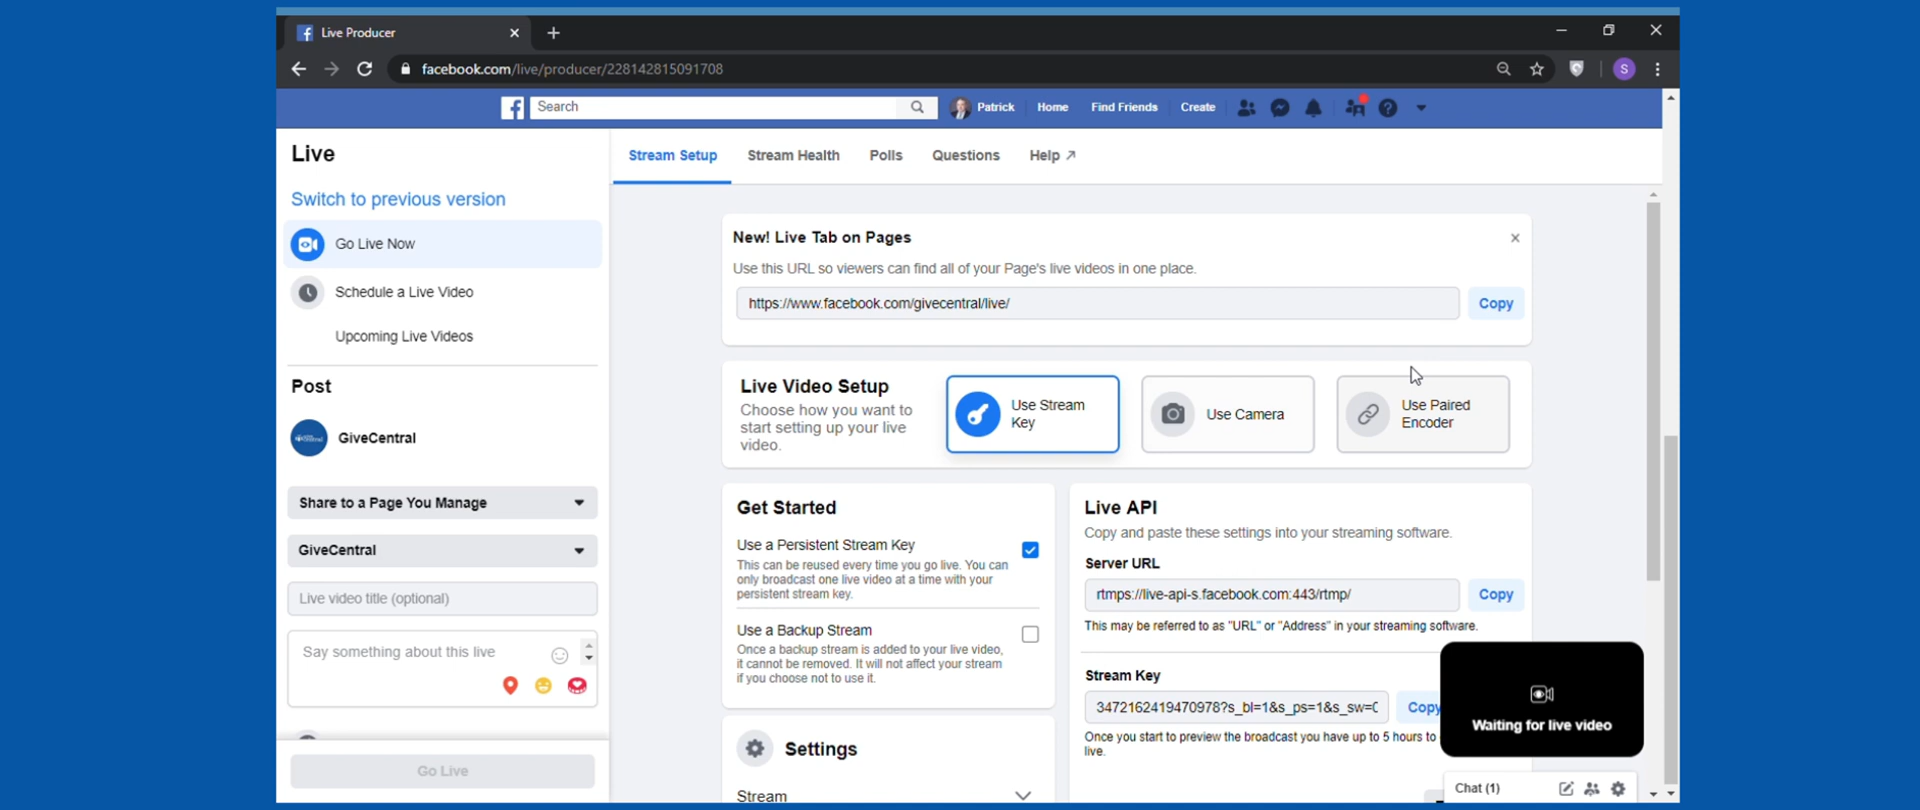 Live Producer
facebook.com/live/producer/228142815091708
S
Search
Patrick
Home
Find Friends
Create
Live
Switch to previous version
Go Live Now
Schedule a Live Video
Upcoming Live Videos
Post
GiveCentral
Share to a Page You Manage
GiveCentral
Live video title (optional)
Say something about this live
Go Live
Stream Setup
Stream Health
Polls
Questions
Help
New! Live Tab on Pages
Use this URL so viewers can find all of your Page's live videos in one place.
https://www.facebook.com/givecentral/live/
Copy
Live Video Setup
Choose how you want to
start setting up your live
video.
Use Stream
Key
Use Camera
Use Paired
Encoder
Get Started
Use a Persistent Stream Key
This can be reused every time you go live. You can
only broadcast one live video at a time with your
persistent stream key.
Use a Backup Stream
Once a backup stream is added to your live video,
it cannot be removed. It will not affect your stream
if you choose not to use it.
Settings
Stream
Live API
Copy and paste these settings into your streaming software.
Server URL
rtmps://live-api-s.facebook.com:443/rtmp/
Copy
This may be referred to as "URL" or "Address" in your streaming software.
Stream Key
3472162419470978?s_bl=1&s_ps=1&s_sw=
Copy
Once you start to preview the broadcast you have up to 5 hours to
live.
Waiting for live video
Chat (1)